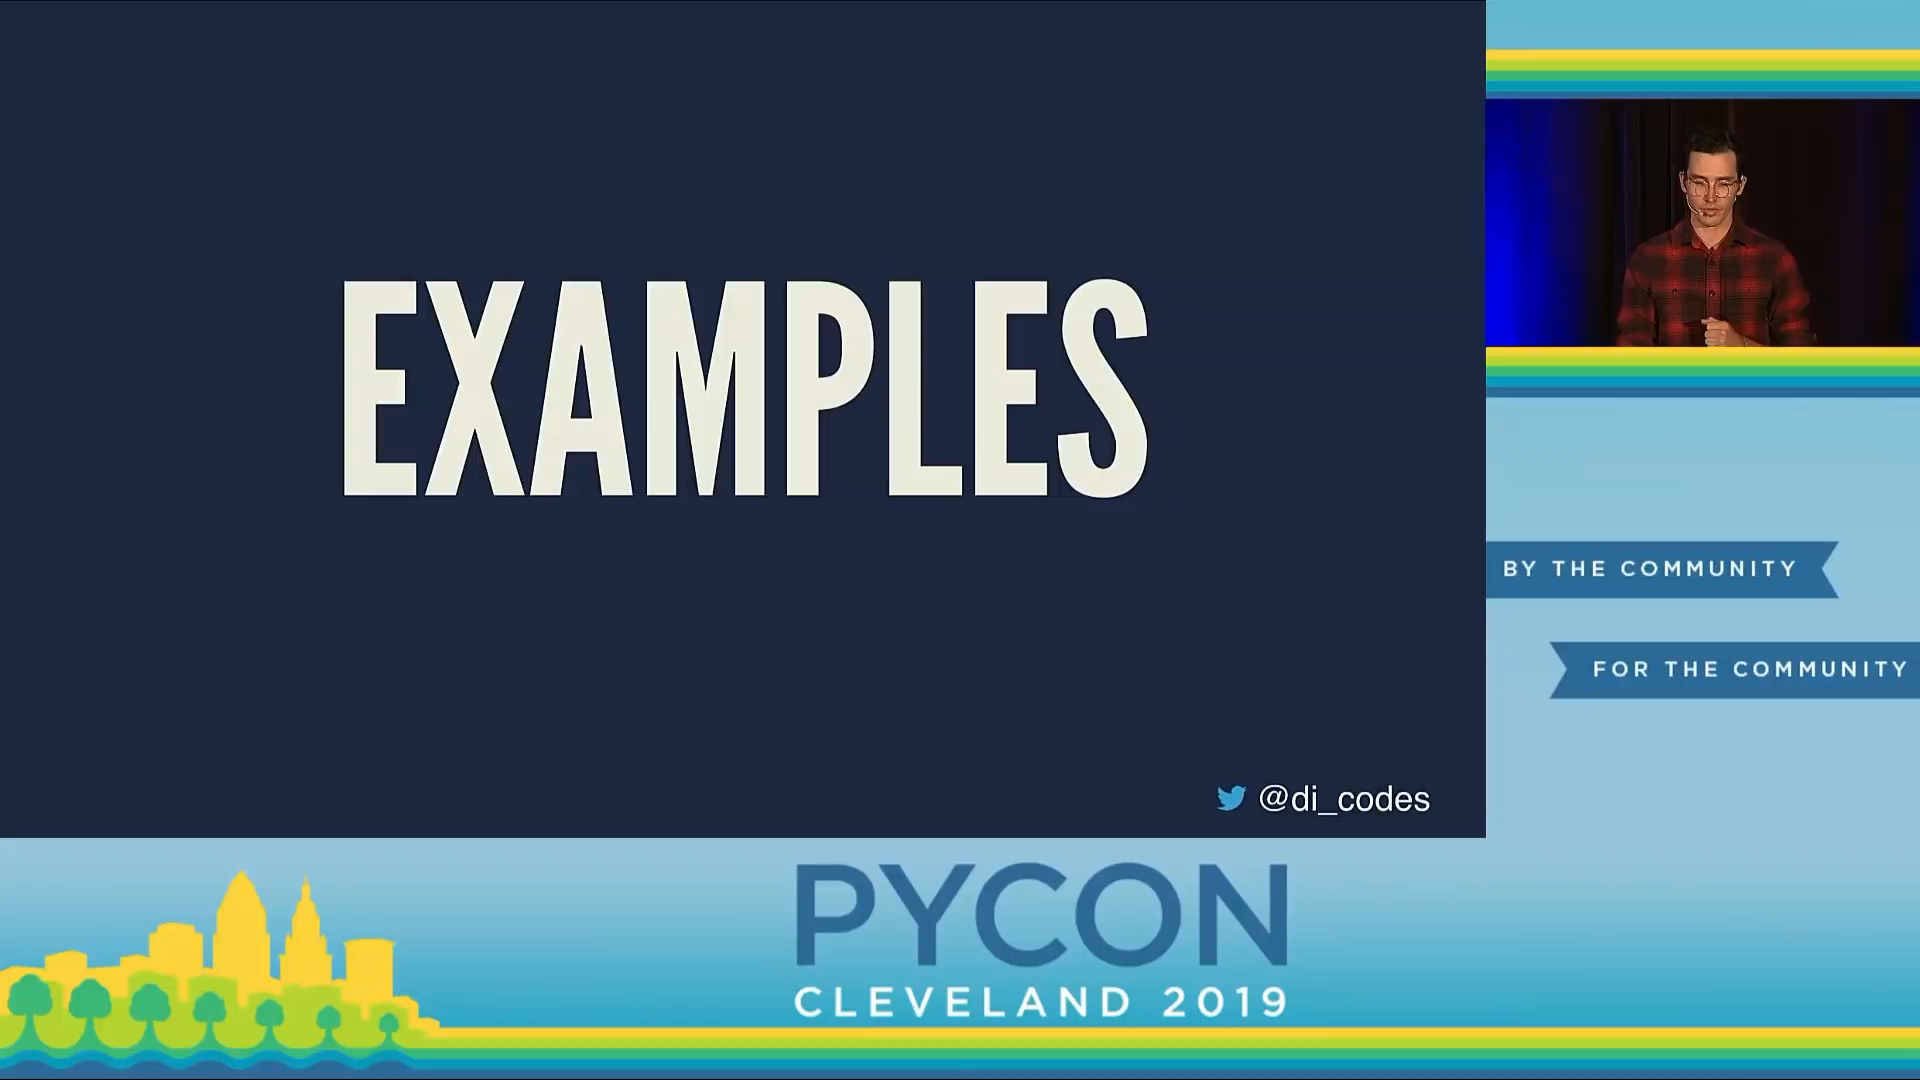 EXAMPLES
@di_codes
BY THE COMMUNITY
FOR THE COMMUNITY
PYCON
CLEVELAND 2019